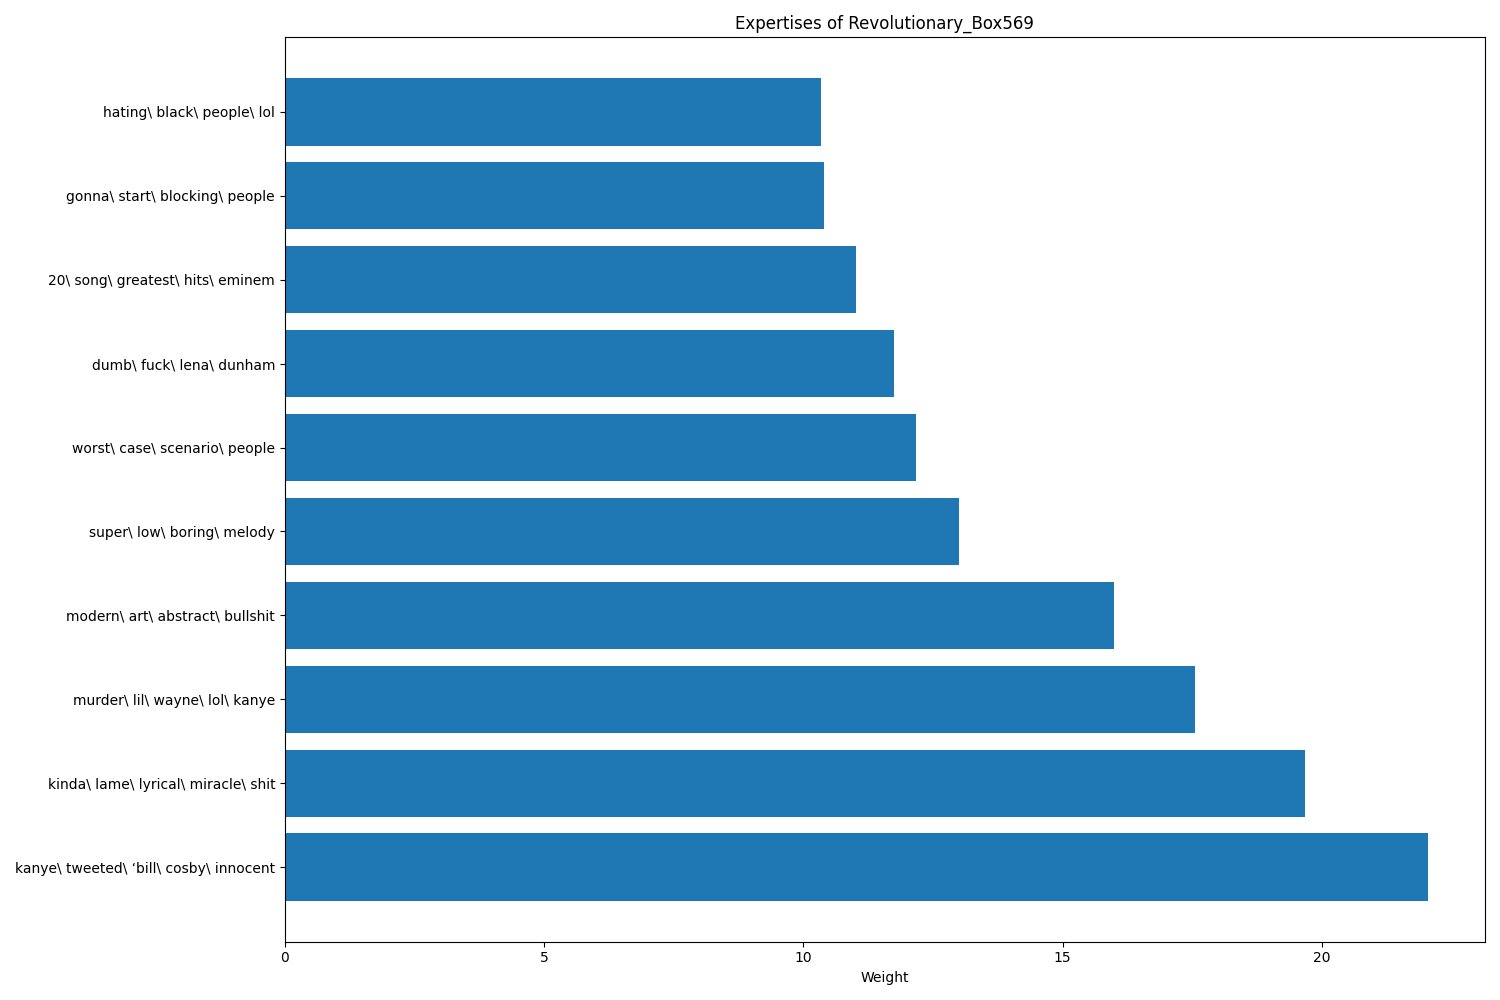 Expertises of Revolutionary_Box569
hating\ black\ people\ lol
gonna\ start\ blocking\ people
20\ song\ greatest\ hits\ eminem
dumb\ fuck\ lena\ dunham
worst\ case\ scenario\ people
super\ low\ boring\ melody
modern\ art\ abstract\ bullshit
murder\ lil\ wayne\ lol\ kanye
kinda\ lame\ lyrical\ miracle\ shit
kanye\ tweeted\ ‘bill\ cosby\ innocent
0 5 10 15 20
Weight